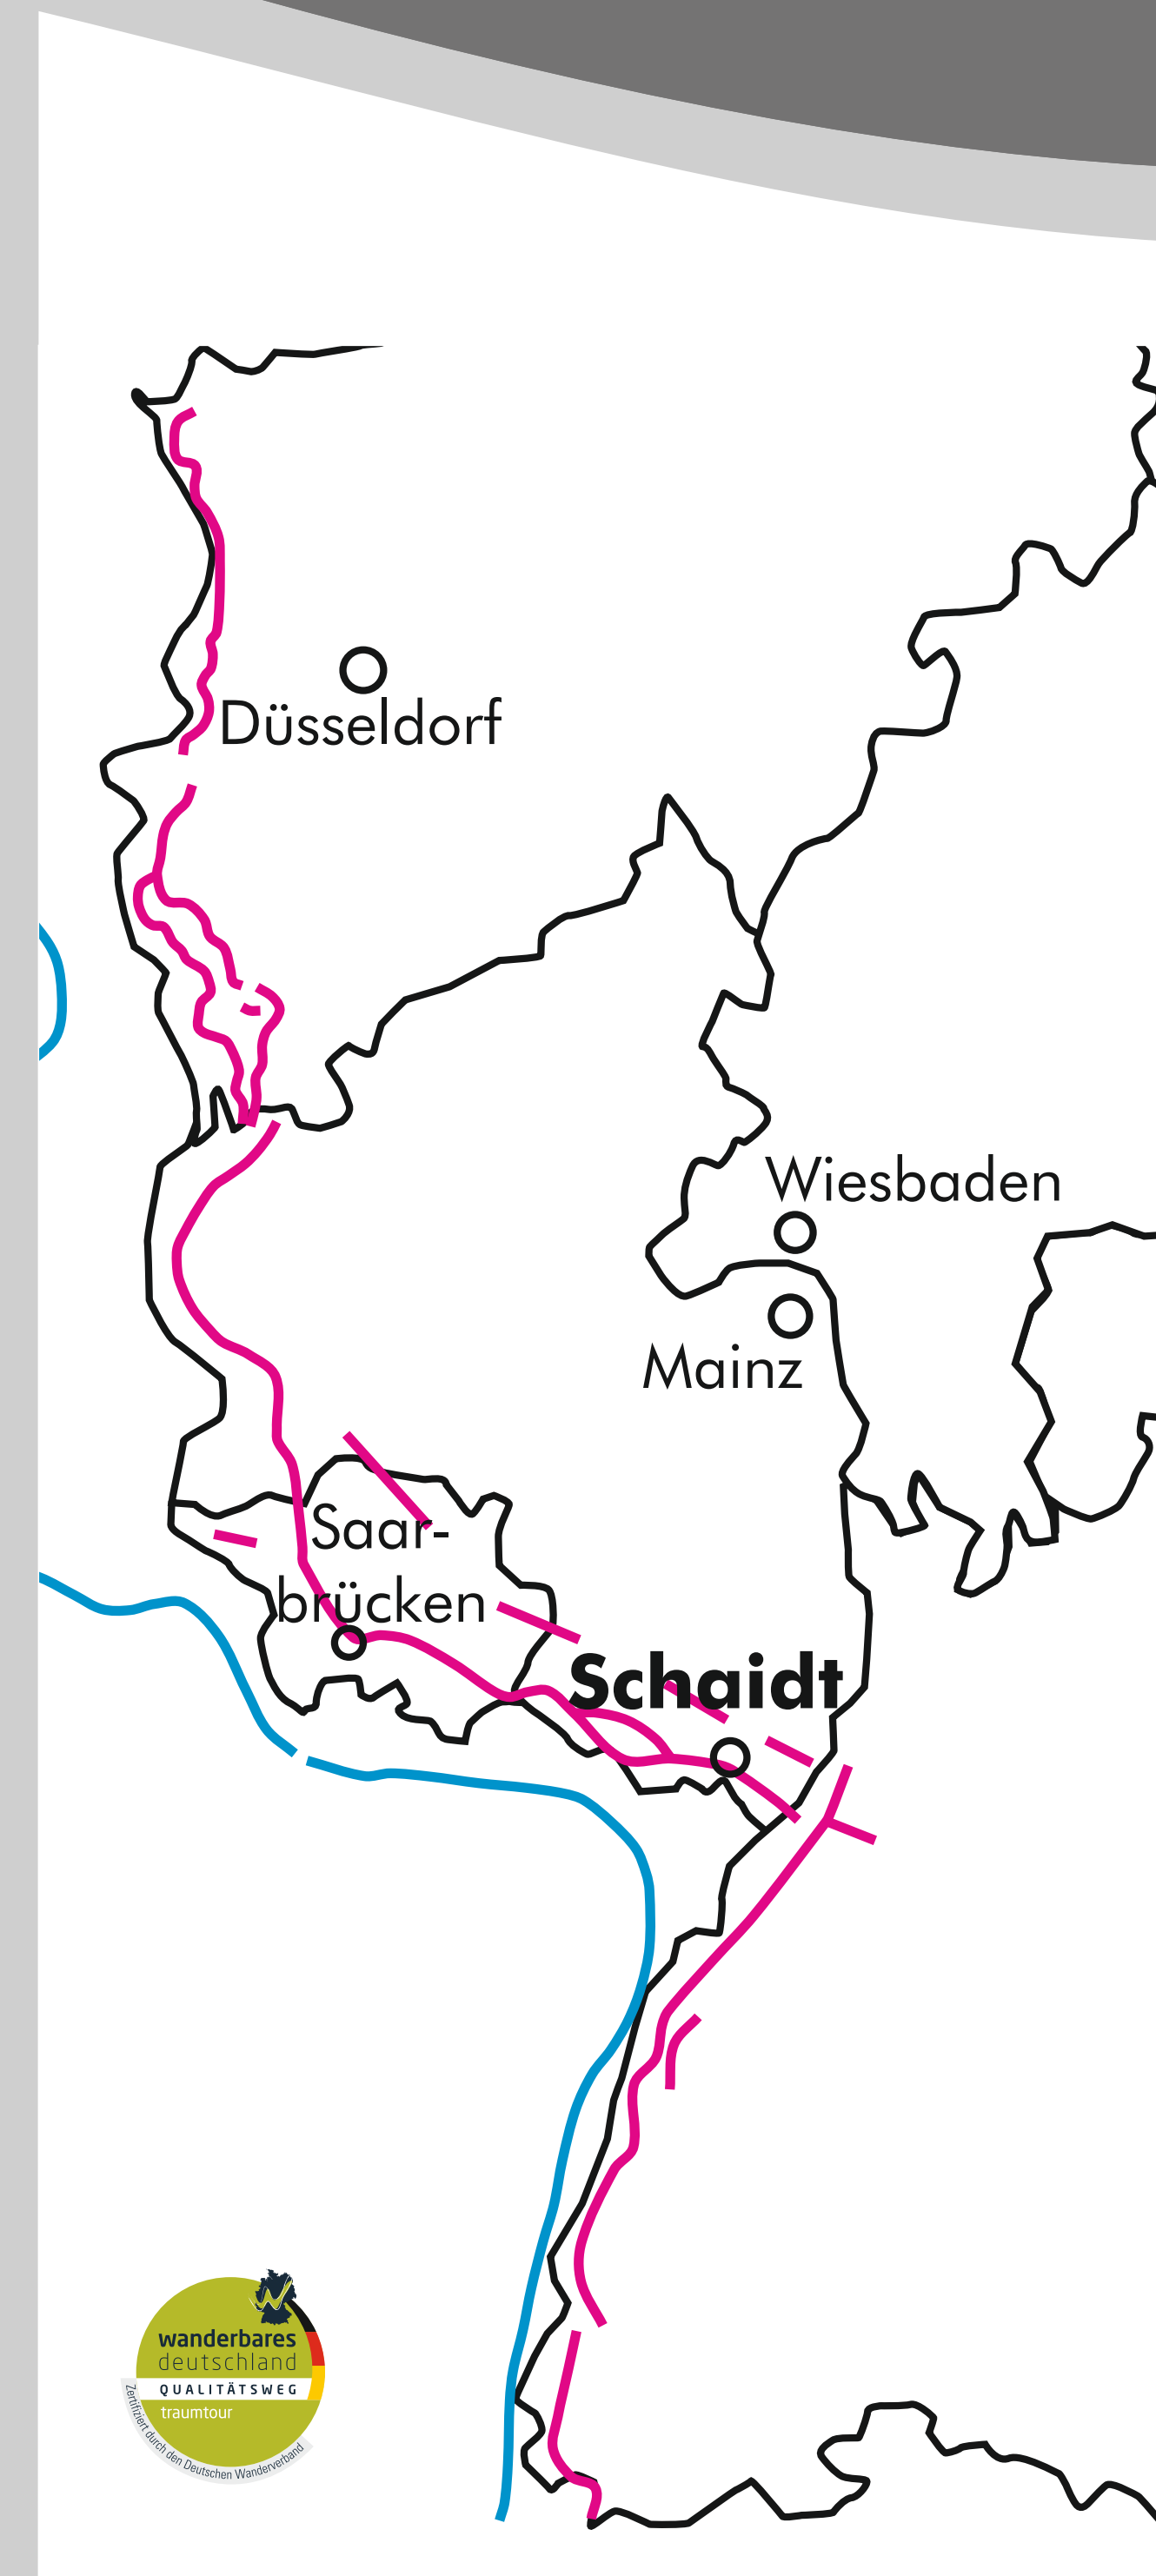 Düsseldorf
Wiesbaden
Mainz
Saar-
brücken
Schaidt
wanderbares
deutschland
QUALITÄTSWEG
traumtour
Zertifiziert durch den Deutschen Wanderverband